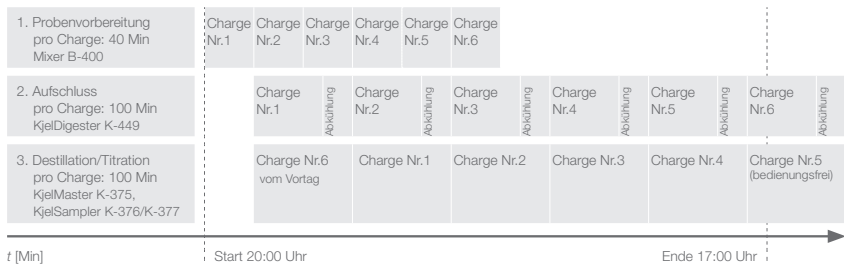 1. Probenvorbereitung
pro Charge: 40 Min
Mixer B-400
Charge Nr.1
Charge Nr.2
Charge Nr.3
Charge Nr.4
Charge Nr.5
Charge Nr.6
2. Aufschluss
pro Charge: 100 Min
KjelDigester K-449
Charge Nr.1
Abkühlung
Charge Nr.2
Abkühlung
Charge Nr.3
Abkühlung
Charge Nr.4
Abkühlung
Charge Nr.5
Abkühlung
Charge Nr.6
Abkühlung
3. Destillation/Titration
pro Charge: 100 Min
KjelMaster K-375,
KjelSampler K-376/K-377
Charge Nr.6
vom Vortag
Charge Nr.1
Charge Nr.2
Charge Nr.3
Charge Nr.4
Charge Nr.5
(bedienungsfrei)
t [Min]
Start 20:00 Uhr
Ende 17:00 Uhr